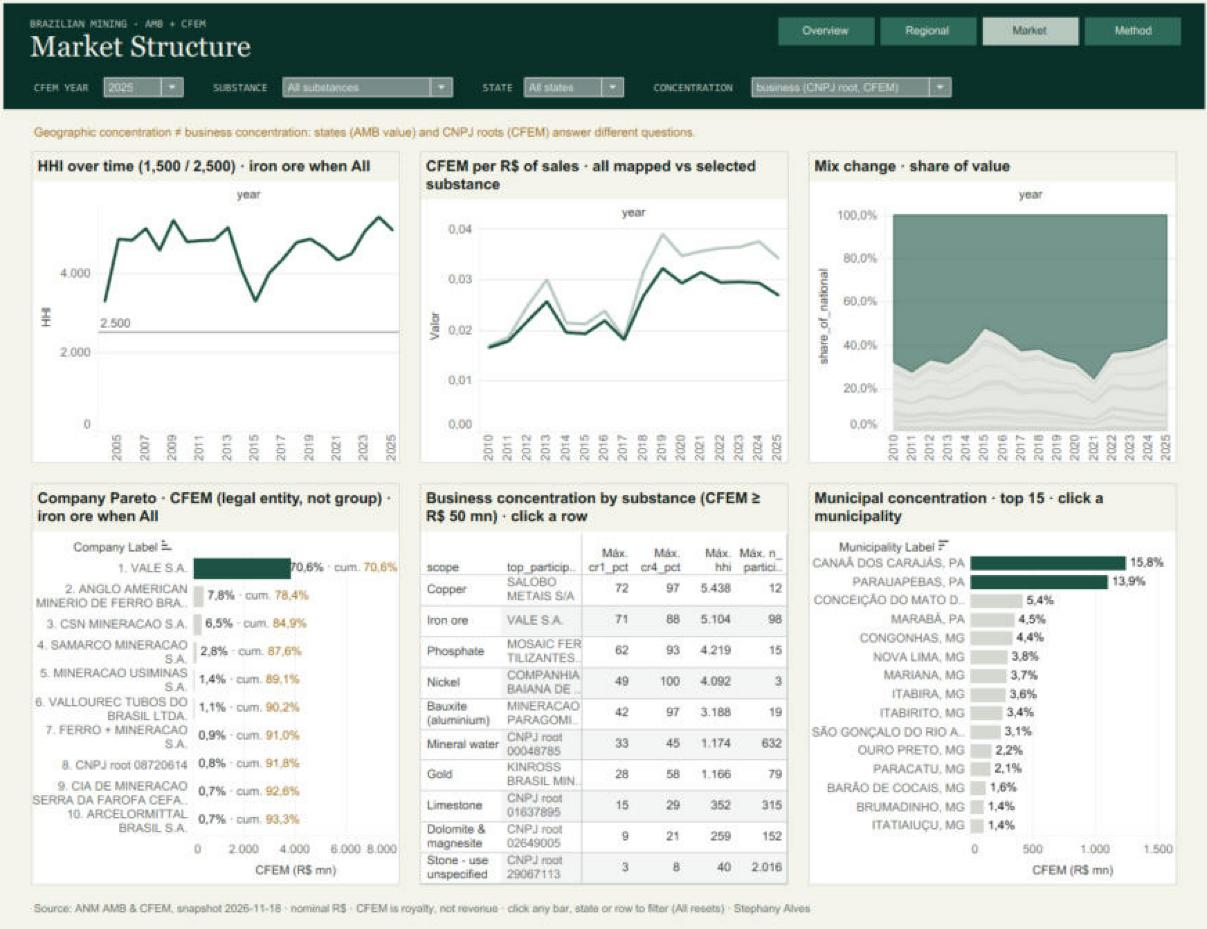 BRAZILIAN MINING · AMB + CFEM
Market Structure
Overview
Regional
Market
Method
CFEM YEAR
2025
SUBSTANCE
All substances
STATE
All states
CONCENTRATION
business (CNPJ root, CFEM)
Geographic concentration ≠ business concentration: states (AMB value) and CNPJ roots (CFEM) answer different questions.
HHI over time (1,500 / 2,500) · iron ore when All
year
HHI
4.000
2.500
2.000
0
2005 2007 2009 2011 2013 2015 2017 2019 2021 2023 2025
CFEM per R$ of sales · all mapped vs selected
substance
year
Valor
0,04
0,03
0,02
0,01
0,00
2010 2011 2012 2013 2014 2015 2016 2017 2018 2019 2020 2021 2022 2023 2024 2025
Mix change · share of value
year
share_of_national
100,0%
80,0%
60,0%
40,0%
20,0%
0,0%
2010 2011 2012 2013 2014 2015 2016 2017 2018 2019 2020 2021 2022 2023 2024 2025
Company Pareto · CFEM (legal entity, not group) ·
iron ore when All
Company Label
1. VALE S.A. 70,6% · cum. 70,6%
2. ANGLO AMERICAN
MINERIO DE FERRO BRA.. 7,8% · cum. 78,4%
3. CSN MINERACAO S.A. 6,5% · cum. 84,9%
4. SAMARCO MINERACAO
S.A. 2,8% · cum. 87,6%
5. MINERACAO USIMINAS
S.A. 1,4% · cum. 89,1%
6. VALLOUREC TUBOS DO
BRASIL LTDA. 1,1% · cum. 90,2%
7. FERRO + MINERACAO
S.A. 0,9% · cum. 91,0%
8. CNPJ root 08720614 0,8% · cum. 91,8%
9. CIA DE MINERACAO
SERRA DA FAROFA CEFA.. 0,7% · cum. 92,6%
10. ARCELORMITTAL
BRASIL S.A. 0,7% · cum. 93,3%
0 2.000 4.000 6.000 8.000
CFEM (R$ mn)
Business concentration by substance (CFEM ≥
R$ 50 mn) · click a row
scope top_particip.. Máx. cr1_pct Máx. cr4_pct Máx. hhi Máx. n_partici..
Copper SALOBO METAIS S/A 72 97 5.438 12
Iron ore VALE S.A. 71 88 5.104 98
Phosphate MOSAIC FERTILIZANTES.. 62 93 4.219 15
Nickel COMPANHIA BAIANA DE .. 49 100 4.092 3
Bauxite (aluminium) MINERACAO PARAGOMI.. 42 97 3.188 19
Mineral water CNPJ root 00048785 33 45 1.174 632
Gold KINROSS BRASIL MIN.. 28 58 1.166 79
Limestone CNPJ root 01637895 15 29 352 315
Dolomite & magnesite CNPJ root 02649005 9 21 259 152
Stone - use unspecified CNPJ root 29067113 3 8 40 2.016
Municipal concentration · top 15 · click a
municipality
Municipality Label
CANAÃ DOS CARAJÁS, PA 15,8%
PARAUAPEBAS, PA 13,9%
CONCEIÇÃO DO MATO D.. 5,4%
MARABÁ, PA 4,5%
CONGONHAS, MG 4,4%
NOVA LIMA, MG 3,8%
MARIANA, MG 3,7%
ITABIRA, MG 3,6%
ITABIRITO, MG 3,4%
SÃO GONÇALO DO RIO A.. 3,1%
OURO PRETO, MG 2,2%
PARACATU, MG 2,1%
BARÃO DE COCAIS, MG 1,6%
BRUMADINHO, MG 1,4%
ITATIAIUÇU, MG 1,4%
0 500 1.000 1.500
CFEM (R$ mn)
Source: ANM AMB & CFEM, snapshot 2026-11-18 · nominal R$ · CFEM is royalty, not revenue · click any bar, state or row to filter (All resets) · Stephany Alves